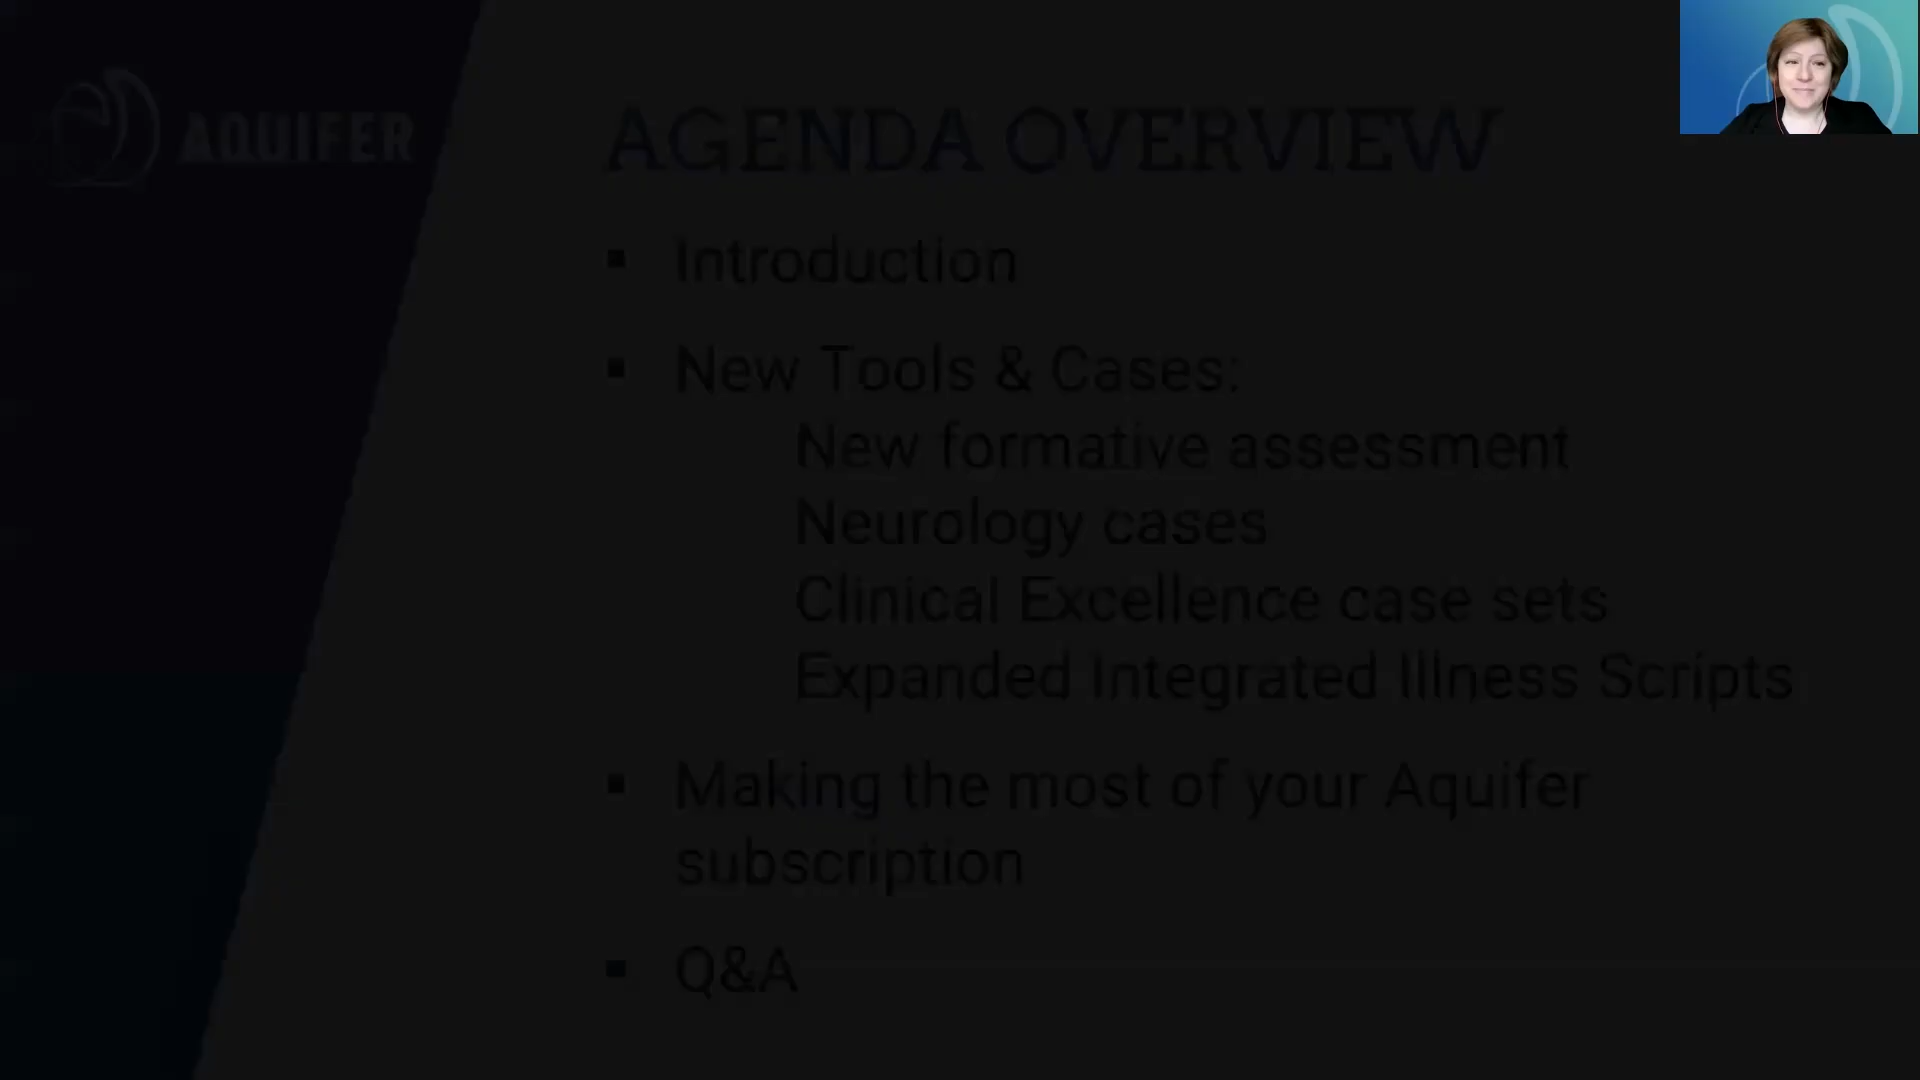 AQUIFER
AGENDA OVERVIEW
▪ Introduction
▪ New Tools & Cases:
New formative assessment
Neurology cases
Clinical Excellence case sets
Expanded Integrated Illness Scripts
▪ Making the most of your Aquifer
subscription
▪ Q&A